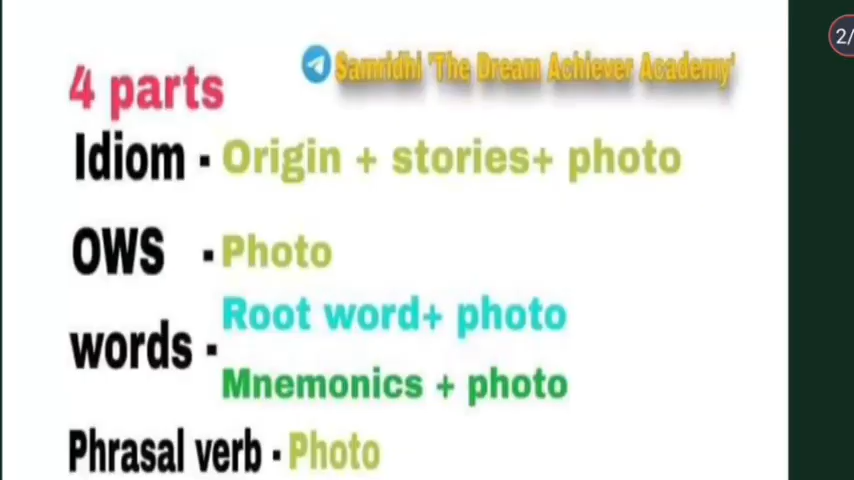 2/
Samridhi 'The Dream Achiever Academy'
4 parts
Idiom - Origin + stories+ photo
OWS - Photo
words - Root word+ photo
Mnemonics + photo
Phrasal verb - Photo